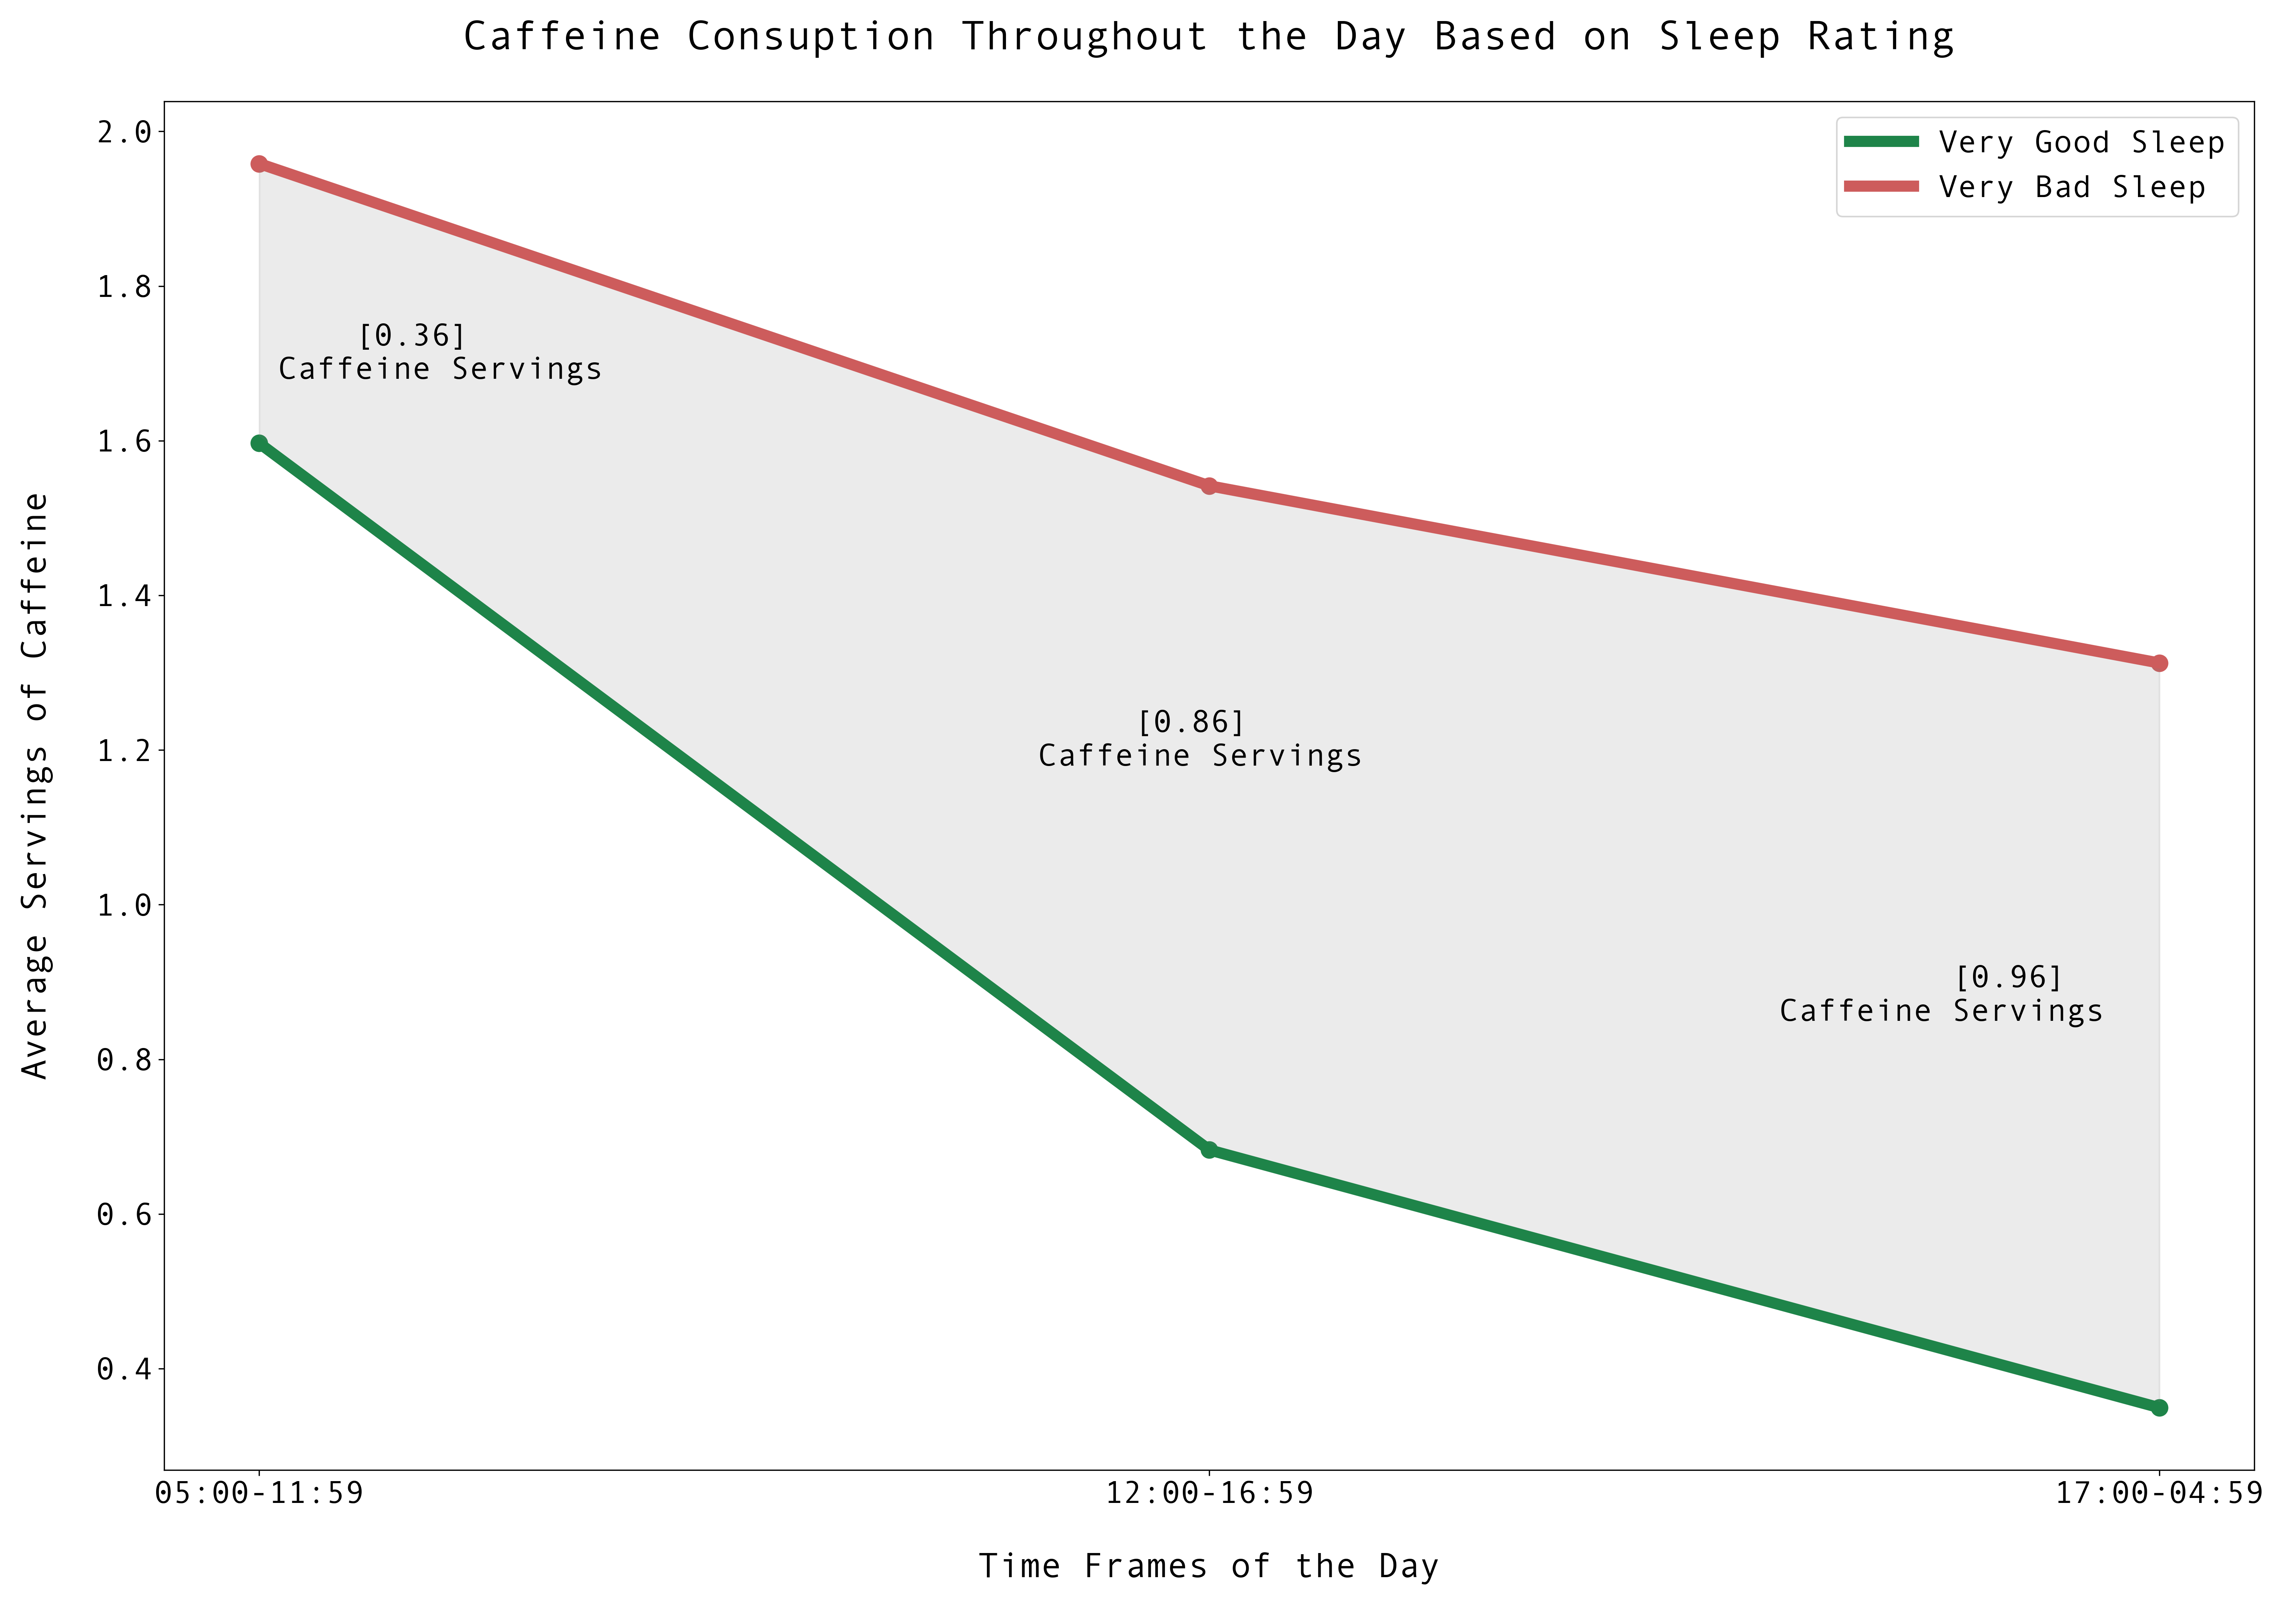 Caffeine Consuption Throughout the Day Based on Sleep Rating
Very Good Sleep
Very Bad Sleep
2.0
1.8
1.6
1.4
1.2
1.0
0.8
0.6
0.4
Average Servings of Caffeine
[0.36]
Caffeine Servings
[0.86]
Caffeine Servings
[0.96]
Caffeine Servings
05:00-11:59
12:00-16:59
17:00-04:59
Time Frames of the Day